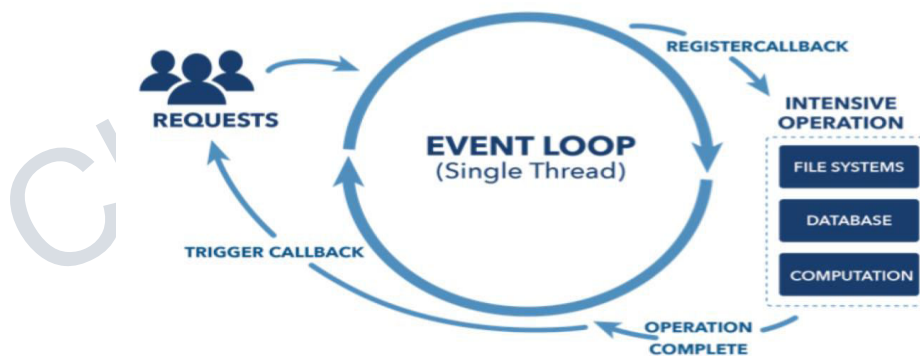 REGISTERCALLBACK
REQUESTS
INTENSIVE
OPERATION
EVENT LOOP
(Single Thread)
FILE SYSTEMS
DATABASE
COMPUTATION
TRIGGER CALLBACK
OPERATION
COMPLETE